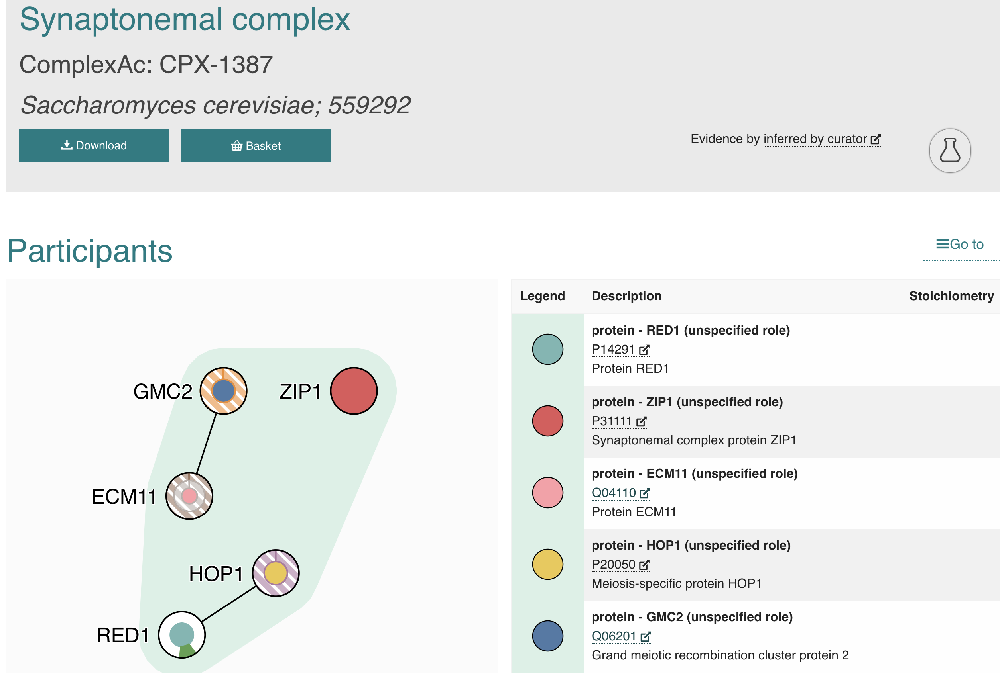 Synaptonemal complex
ComplexAc: CPX-1387
Saccharomyces cerevisiae; 559292
Download
Basket
Evidence by inferred by curator
Participants
Go to
GMC2
ZIP1
ECM11
HOP1
RED1
Legend Description Stoichiometry
protein - RED1 (unspecified role)
P14291
Protein RED1
protein - ZIP1 (unspecified role)
P31111
Synaptonemal complex protein ZIP1
protein - ECM11 (unspecified role)
Q04110
Protein ECM11
protein - HOP1 (unspecified role)
P20050
Meiosis-specific protein HOP1
protein - GMC2 (unspecified role)
Q06201
Grand meiotic recombination cluster protein 2